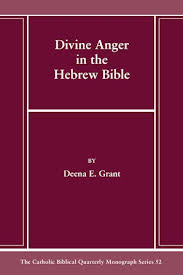 Divine Anger
in the
Hebrew Bible
BY
Deena E. Grant
The Catholic Biblical Quarterly Monograph Series 52